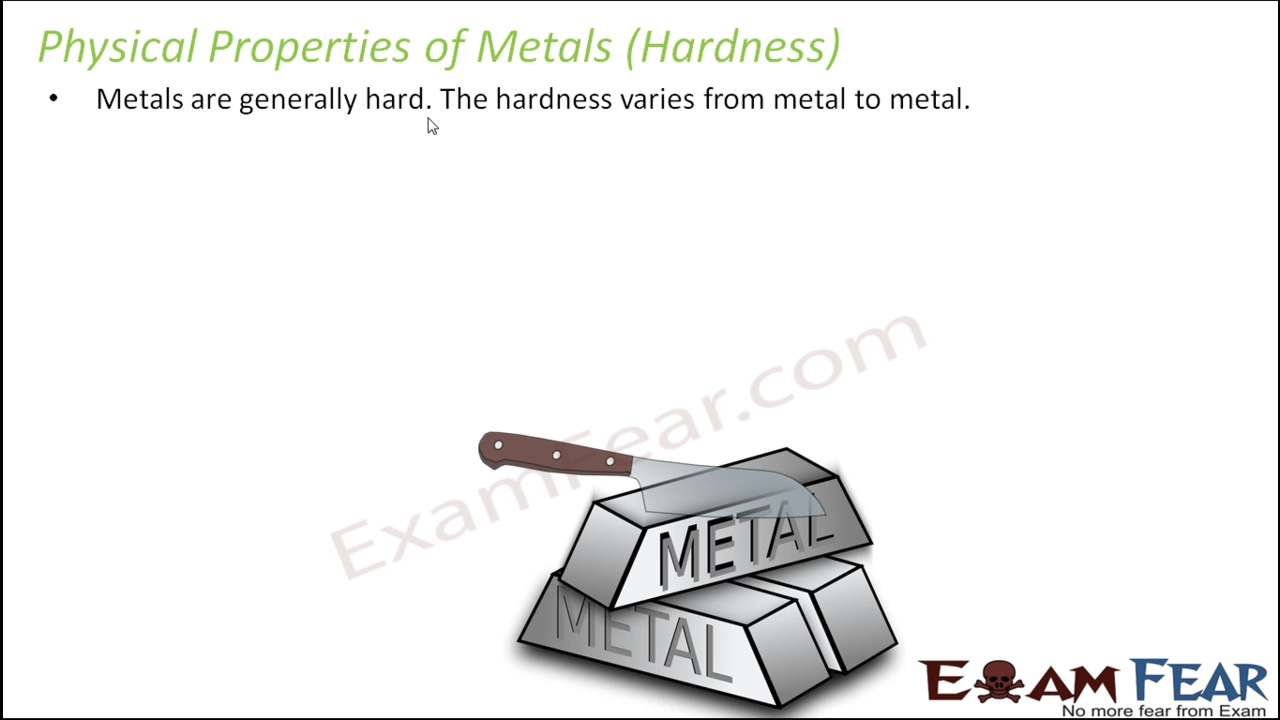 Physical Properties of Metals (Hardness)
• Metals are generally hard. The hardness varies from metal to metal.
ExamFear.com
METAL
METAL
EXAM FEAR
No more fear from Exam